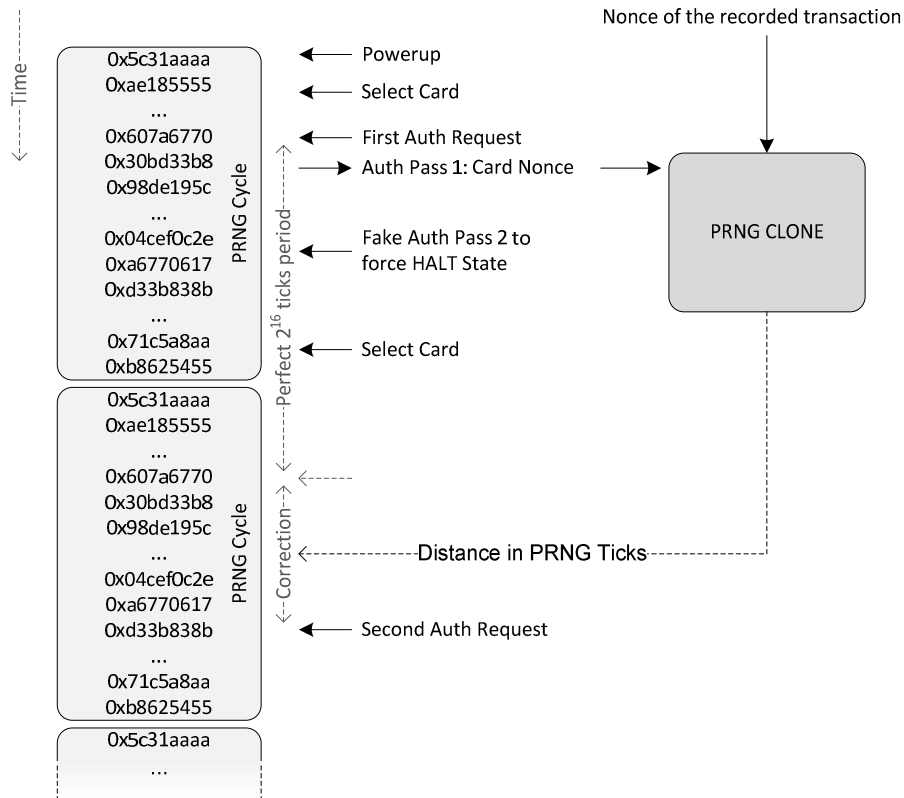 Nonce of the recorded transaction
Time
0x5c31aaaa
0xae185555
...
0x607a6770
0x30bd33b8
0x98de195c
...
0x04cef0c2e
0xa6770617
0xd33b838b
...
0x71c5a8aa
0xb8625455
PRNG Cycle
Powerup
Select Card
First Auth Request
Auth Pass 1: Card Nonce
Fake Auth Pass 2 to
force HALT State
Select Card
Perfect 2^16 ticks period
PRNG CLONE
0x5c31aaaa
0xae185555
...
0x607a6770
0x30bd33b8
0x98de195c
...
0x04cef0c2e
0xa6770617
0xd33b838b
...
0x71c5a8aa
0xb8625455
PRNG Cycle
Correction
Distance in PRNG Ticks
Second Auth Request
0x5c31aaaa
...